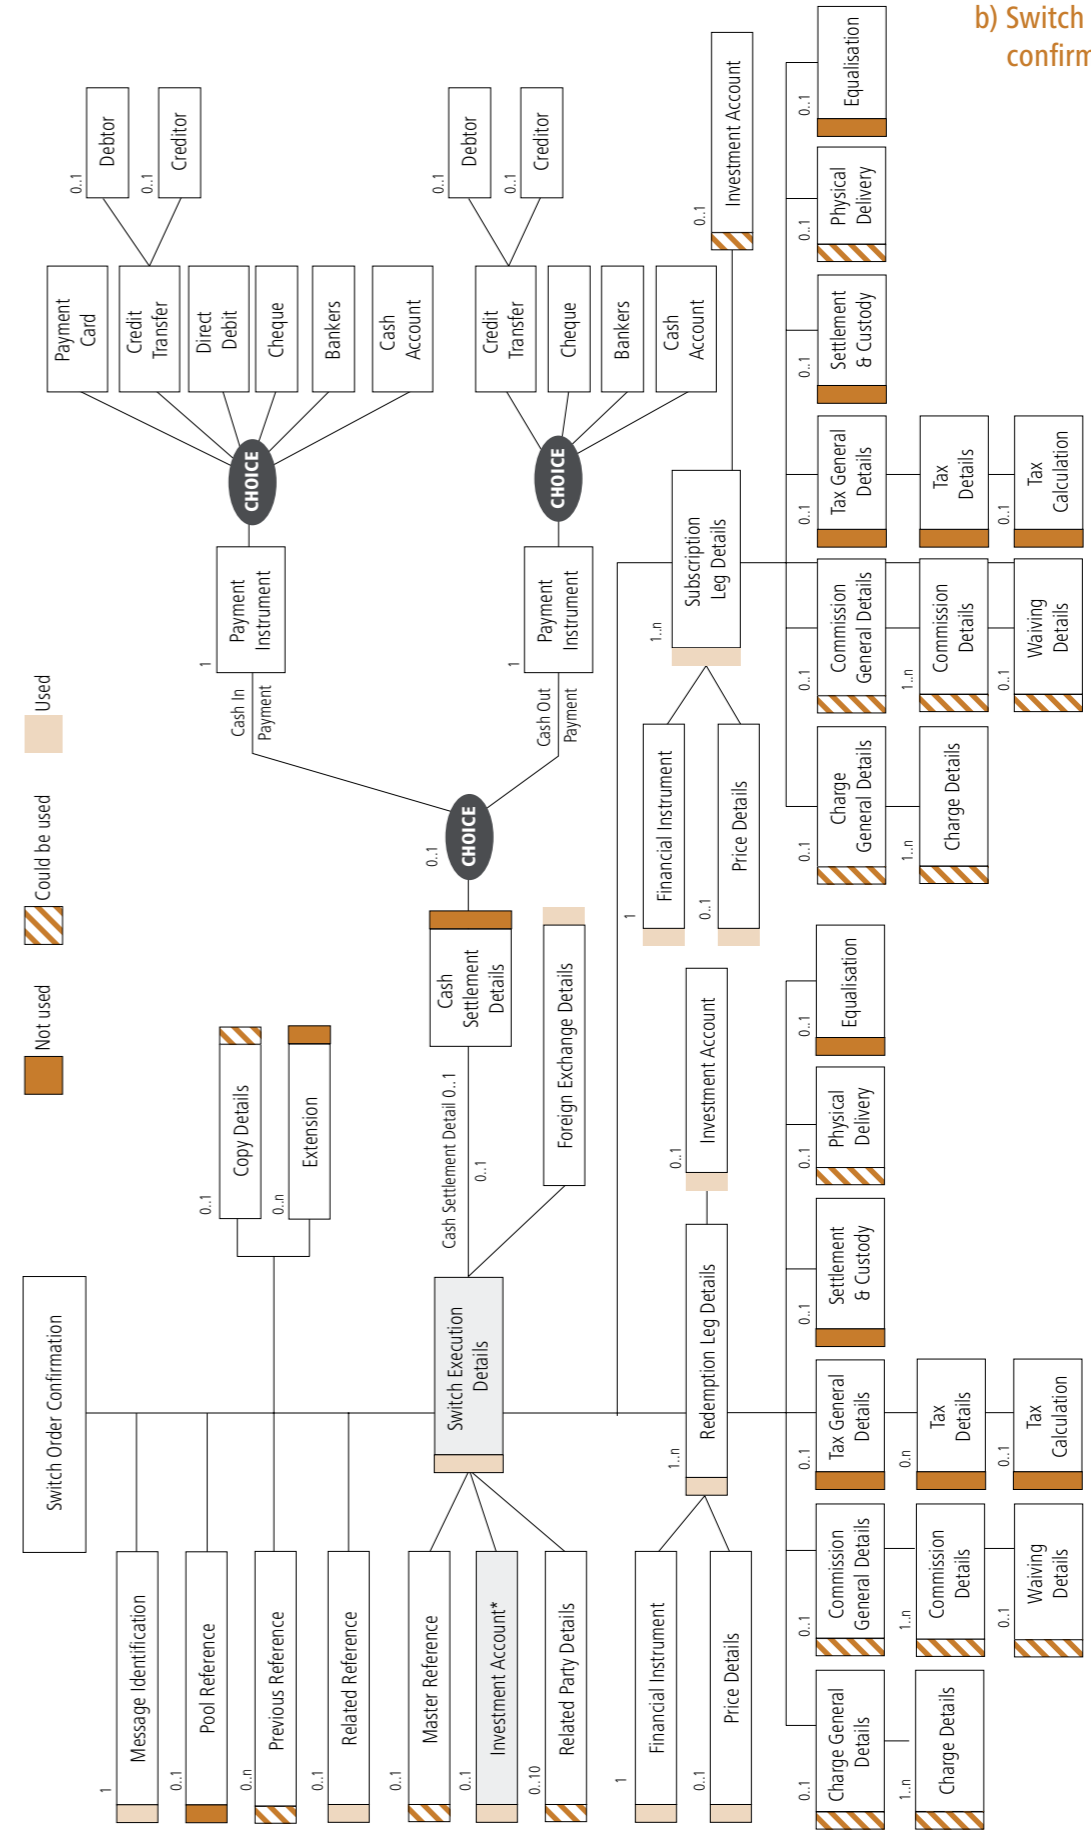 b) Switch
confirm
Not used
Could be used
Used
Switch Order Confirmation
1
Message Identification
0..1
Pool Reference
0..n
Previous Reference
0..1
Related Reference
0..1
Copy Details
0..n
Extension
0..1
Master Reference
0..1
Investment Account*
0..10
Related Party Details
Switch Execution
Details
Cash Settlement Detail 0..1
0..1
Cash
Settlement
Details
Foreign Exchange Details
0..1
CHOICE
Cash In
Payment
1
Payment
Instrument
CHOICE
Payment
Card
Credit
Transfer
Direct
Debit
Cheque
Bankers
Cash
Account
0..1
Debtor
0..1
Creditor
Cash Out
Payment
1
Payment
Instrument
CHOICE
Credit
Transfer
Cheque
Bankers
Cash
Account
0..1
Debtor
0..1
Creditor
1
Financial Instrument
0..1
Price Details
1..n
Redemption Leg Details
0..1
Investment Account
0..1
Charge General
Details
1..n
Charge Details
0..1
Commission
General Details
1..n
Commission
Details
0..1
Waiving
Details
0..1
Tax General
Details
0..n
Tax
Details
0..1
Tax
Calculation
0..1
Settlement
& Custody
0..1
Physical
Delivery
0..1
Equalisation
1
Financial Instrument
0..1
Price Details
1..n
Subscription
Leg Details
0..1
Investment Account
0..1
Charge
General Details
1..n
Charge Details
0..1
Commission
General Details
1..n
Commission
Details
0..1
Waiving
Details
0..1
Tax General
Details
Tax
Details
0..1
Tax
Calculation
0..1
Settlement
& Custody
0..1
Physical
Delivery
0..1
Equalisation